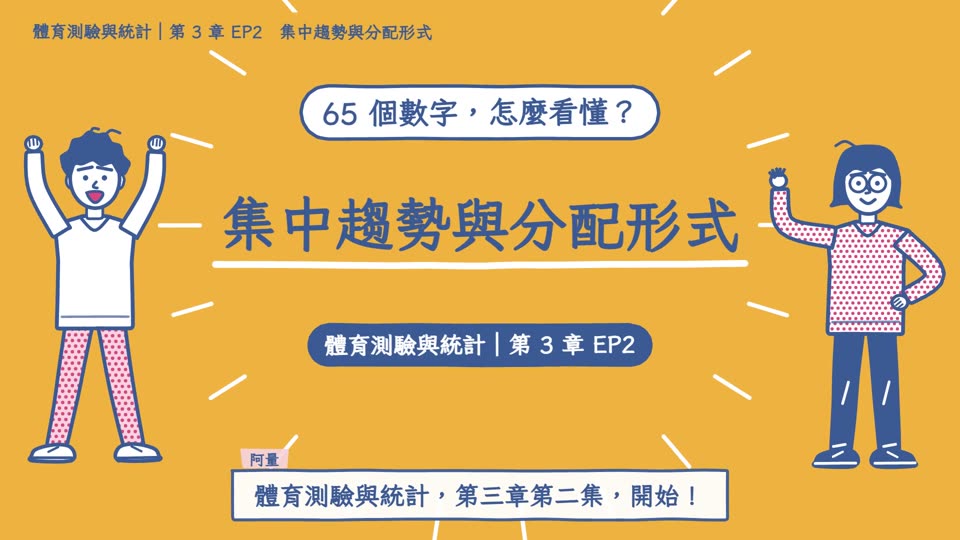 體育測驗與統計｜第 3 章 EP2　集中趨勢與分配形式
65 個數字，怎麼看懂？
集中趨勢與分配形式
體育測驗與統計｜第 3 章 EP2
阿量
體育測驗與統計，第三章第二集，開始！